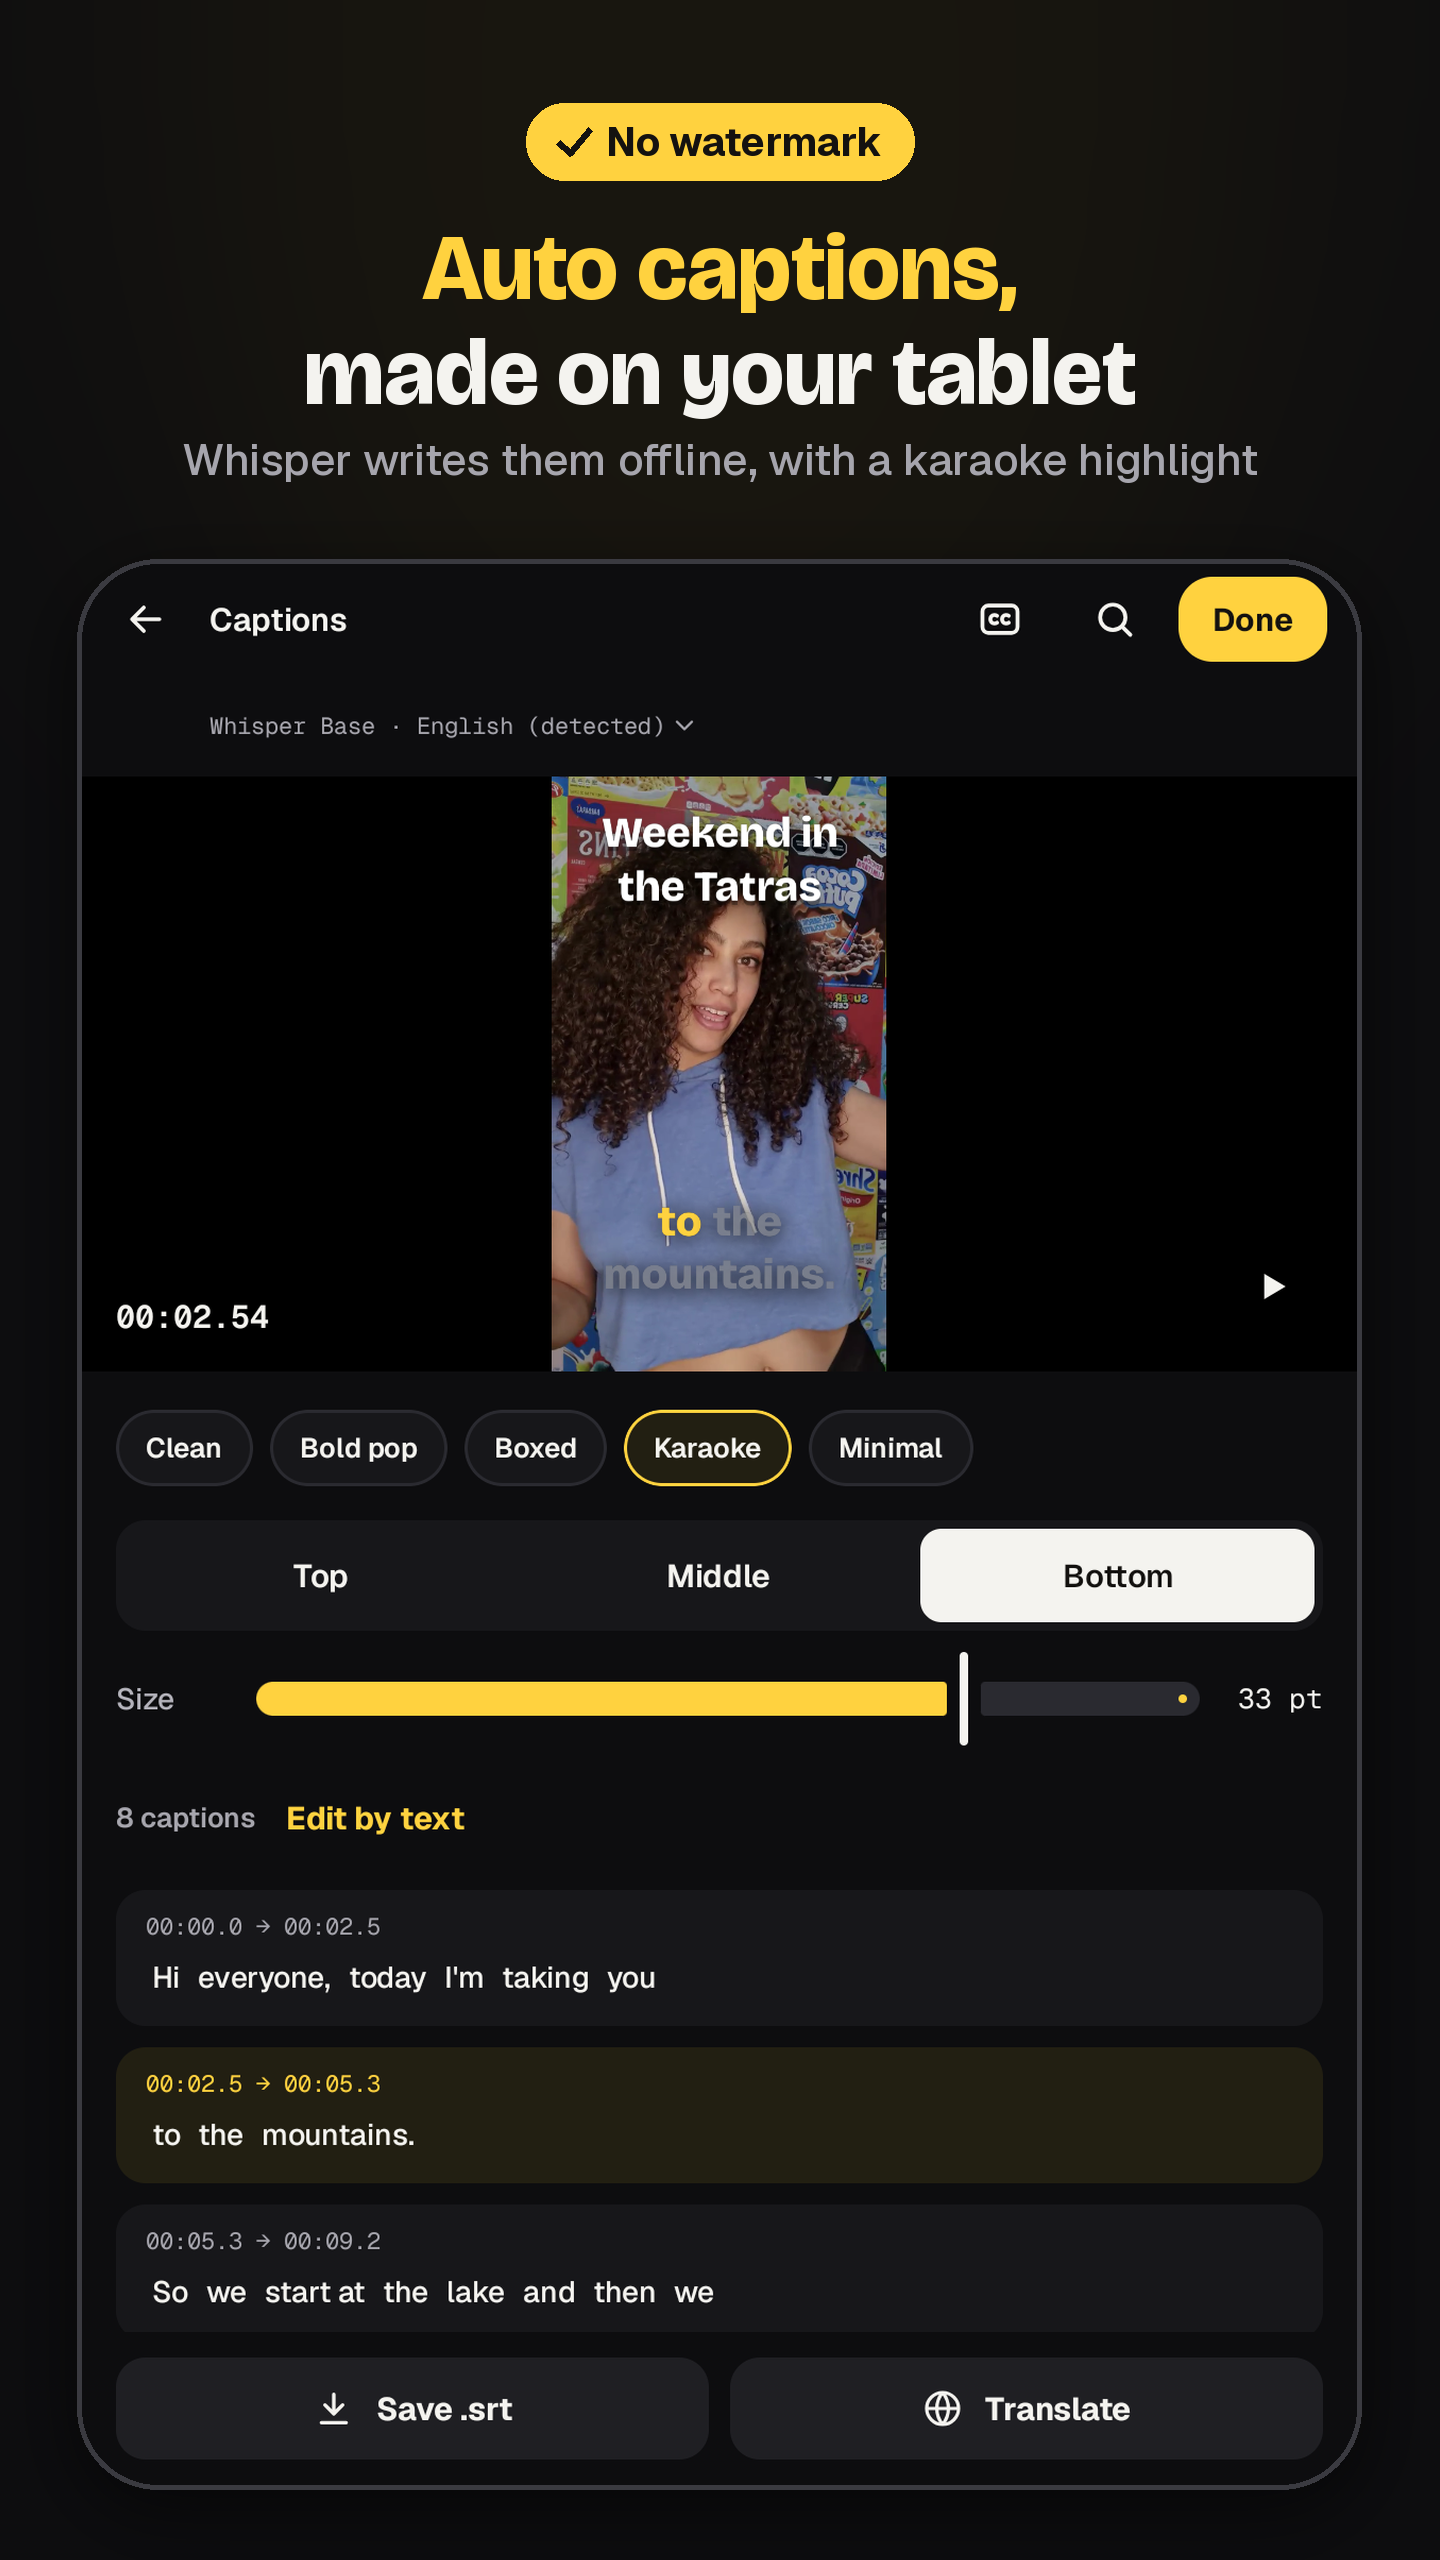 No watermark
Auto captions,
made on your tablet
Whisper writes them offline, with a karaoke highlight
Captions
CC
Done
Whisper Base · English (detected)
Weekend in
the Tatras
to the
mountains.
00:02.54
Clean
Bold pop
Boxed
Karaoke
Minimal
Top
Middle
Bottom
Size
33 pt
8 captions
Edit by text
00:00.0 → 00:02.5
Hi everyone, today I'm taking you
00:02.5 → 00:05.3
to the mountains.
00:05.3 → 00:09.2
So we start at the lake and then we
Save .srt
Translate